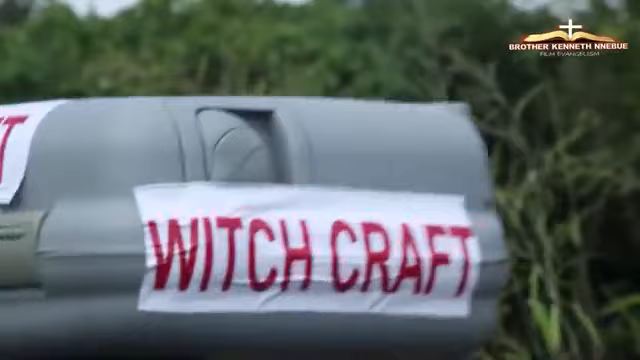 BROTHER KENNETH NNEBUE
FILM EVANGELISM
T
WITCH CRAFT